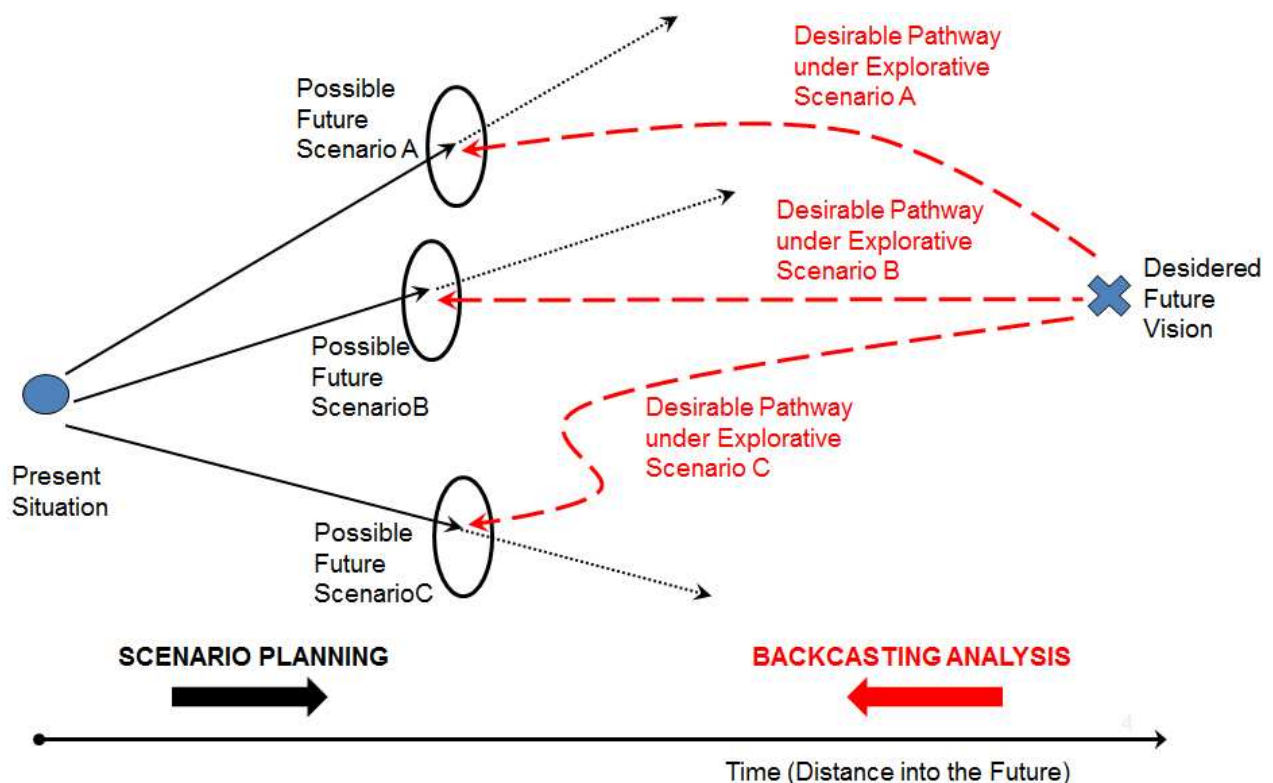 Possible
Future
Scenario A
Desirable Pathway
under Explorative
Scenario A
Desirable Pathway
under Explorative
Scenario B
Desidered
Future
Vision
Possible
Future
ScenarioB
Desirable Pathway
under Explorative
Scenario C
Present
Situation
Possible
Future
ScenarioC
SCENARIO PLANNING
BACKCASTING ANALYSIS
4
Time (Distance into the Future)